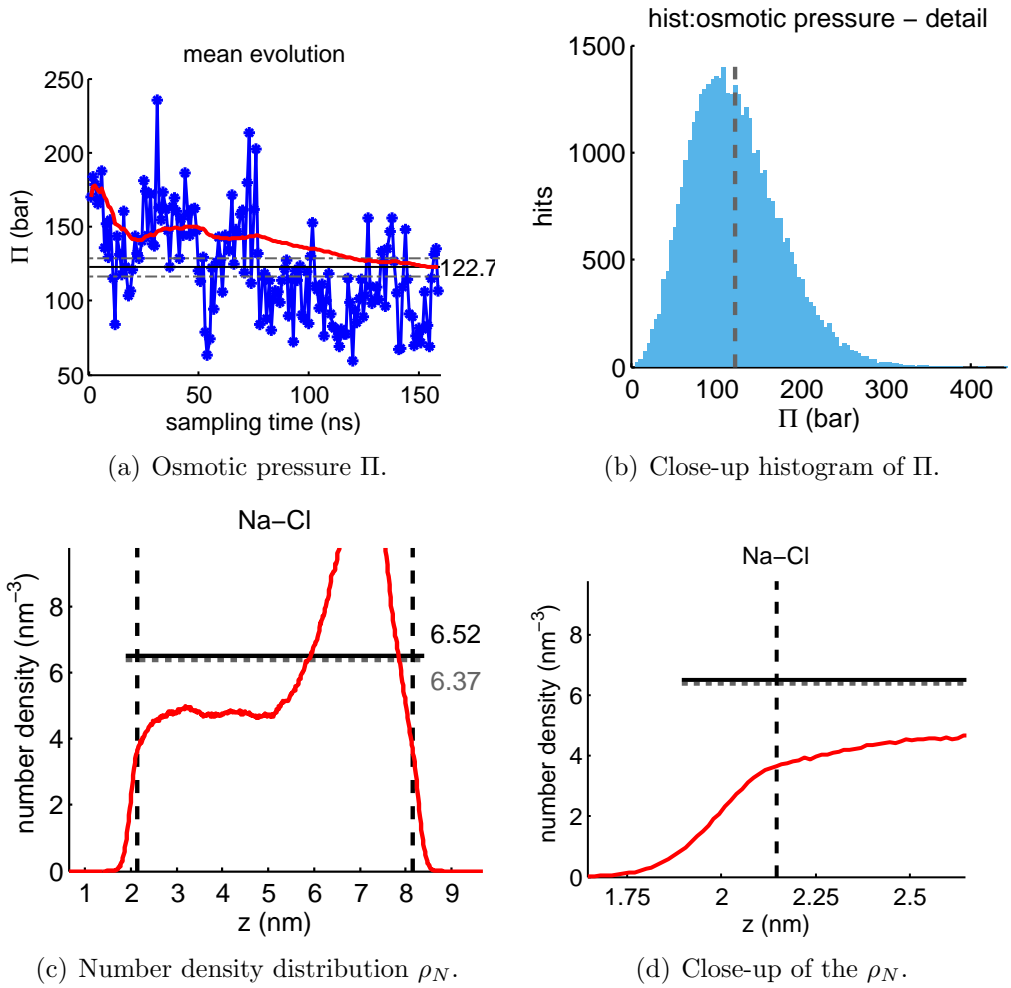 mean evolution
250
200
150
100
50
Π (bar)
122.7
0
50
100
150
sampling time (ns)
(a) Osmotic pressure Π.
hist:osmotic pressure − detail
1500
1000
500
0
hits
0
100
200
300
400
Π (bar)
(b) Close-up histogram of Π.
Na−Cl
8
6
4
2
0
number density (nm⁻³)
6.52
6.37
1
2
3
4
5
6
7
8
9
z (nm)
(c) Number density distribution ρ_N.
Na−Cl
8
6
4
2
0
number density (nm⁻³)
1.75
2
2.25
2.5
z (nm)
(d) Close-up of the ρ_N.